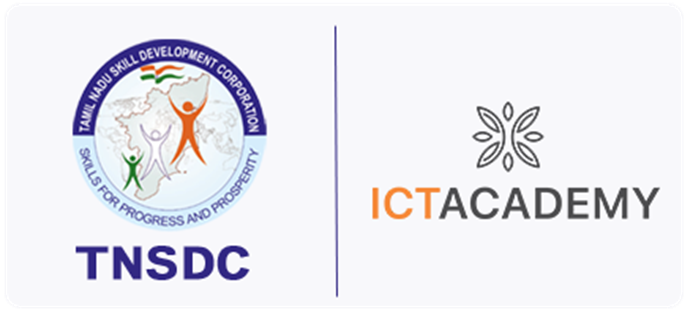 TAMIL NADU SKILL DEVELOPMENT CORPORATION
SKILLS FOR PROGRESS AND PROSPERITY
TNSDC
ICTACADEMY